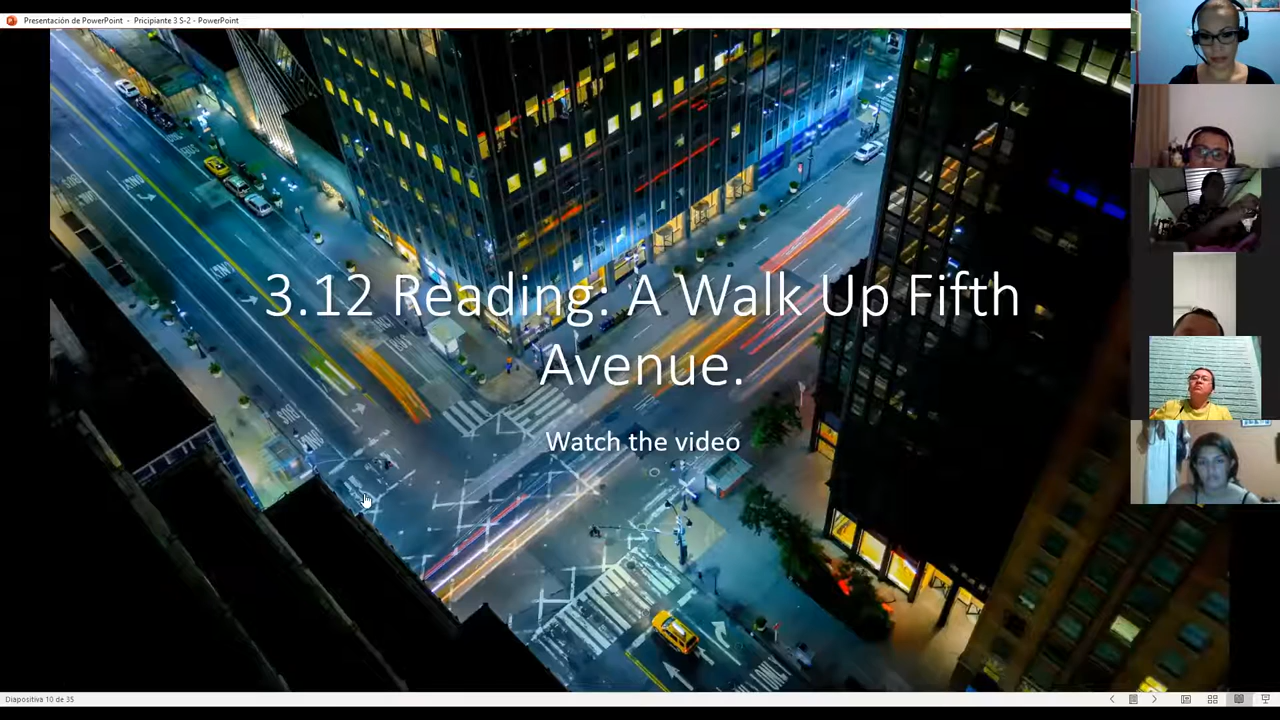 Presentación de PowerPoint - Pricipiante 3 S-2 - PowerPoint
3.12 Reading: A Walk Up Fifth
Avenue.
Watch the video
Diapositiva 10 de 35